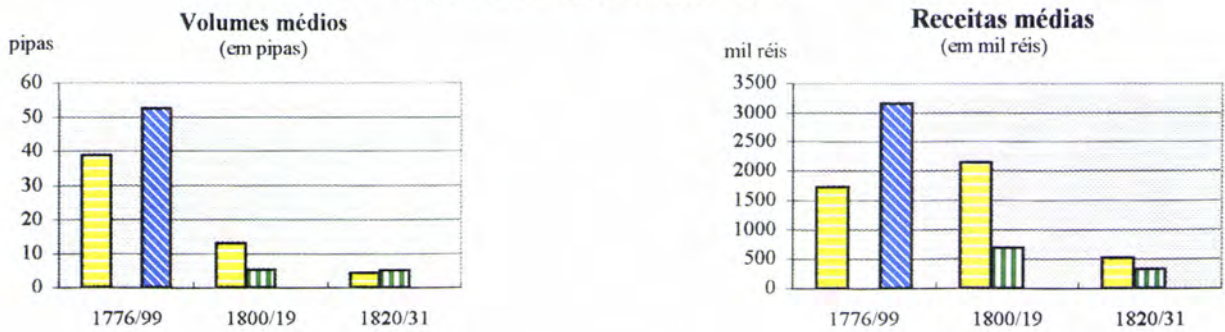 Volumes médios
(em pipas)
pipas
60
50
40
30
20
10
0
1776/99 1800/19 1820/31
Receitas médias
(em mil réis)
mil réis
3500
3000
2500
2000
1500
1000
500
0
1776/99 1800/19 1820/31